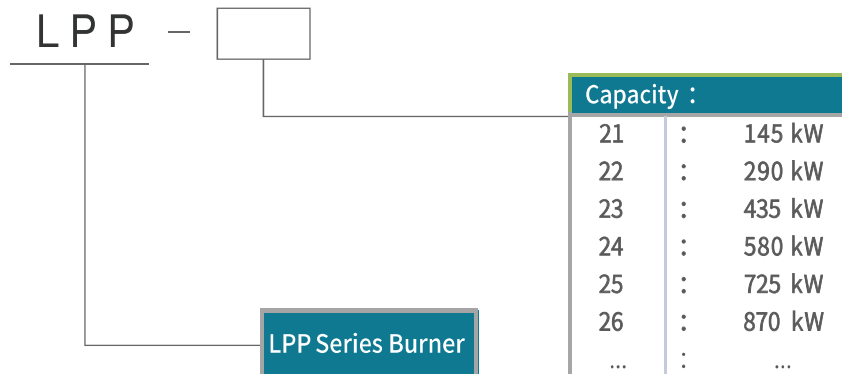 LPP －
Capacity：
21 : 145 kW
22 : 290 kW
23 : 435 kW
24 : 580 kW
25 : 725 kW
26 : 870 kW
... : ...
LPP Series Burner